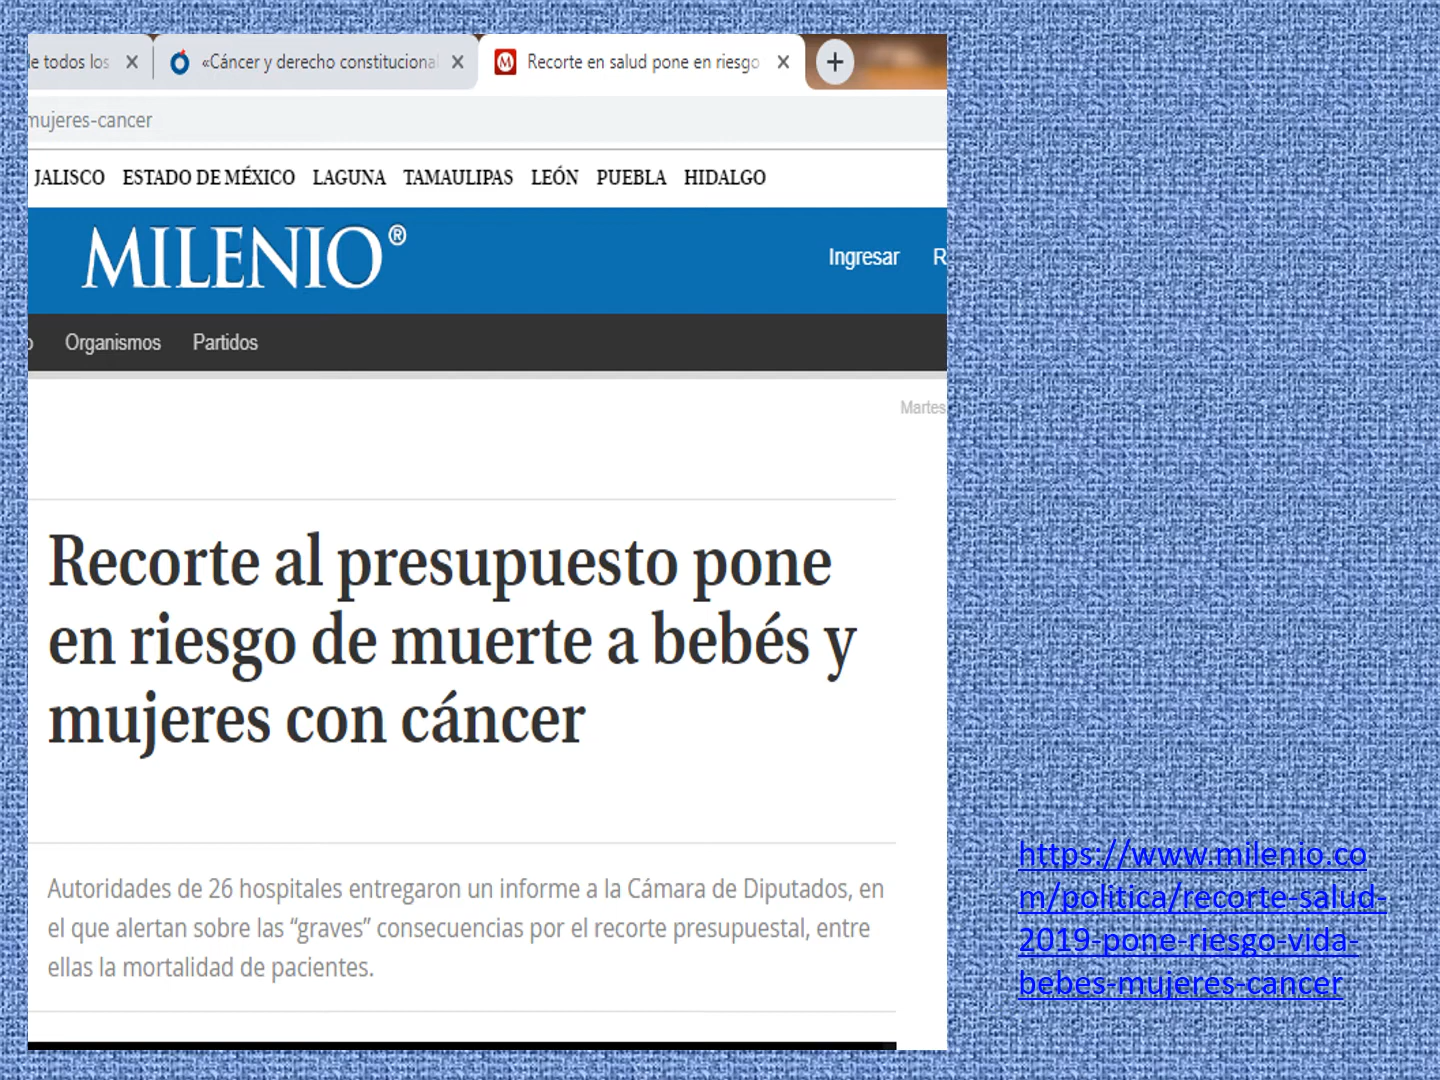 de todos los
«Cáncer y derecho constitucional
Recorte en salud pone en riesgo
mujeres-cancer
JALISCO ESTADO DE MÉXICO LAGUNA TAMAULIPAS LEÓN PUEBLA HIDALGO
MILENIO®
Ingresar R
o Organismos Partidos
Martes
Recorte al presupuesto pone
en riesgo de muerte a bebés y
mujeres con cáncer
Autoridades de 26 hospitales entregaron un informe a la Cámara de Diputados, en
el que alertan sobre las “graves” consecuencias por el recorte presupuestal, entre
ellas la mortalidad de pacientes.
https://www.milenio.co
m/politica/recorte-salud-
2019-pone-riesgo-vida-
bebes-mujeres-cancer